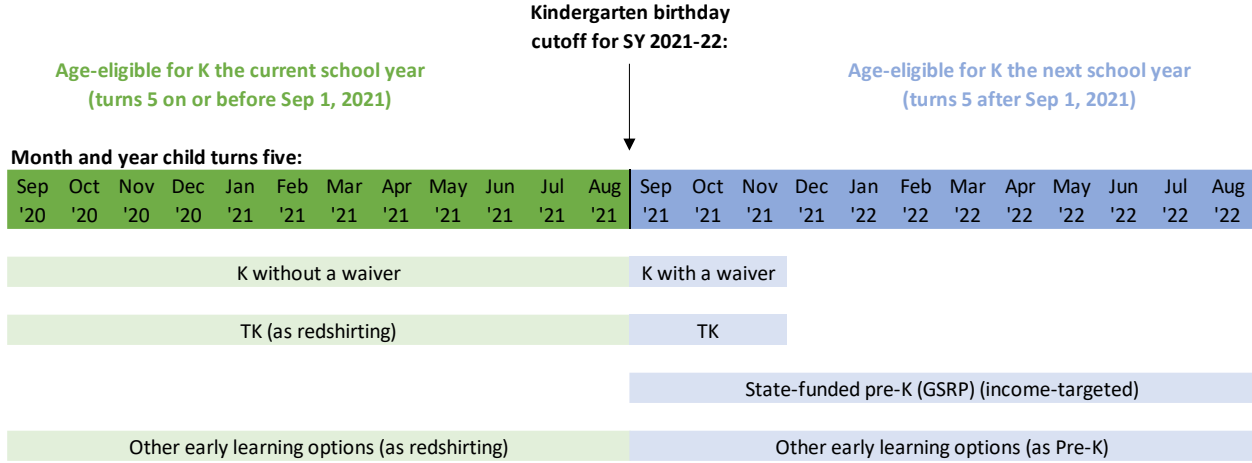 Kindergarten birthday
cutoff for SY 2021-22:
Age-eligible for K the current school year
(turns 5 on or before Sep 1, 2021)
Age-eligible for K the next school year
(turns 5 after Sep 1, 2021)
Month and year child turns five:
Sep Oct Nov Dec Jan Feb Mar Apr May Jun Jul Aug Sep Oct Nov Dec Jan Feb Mar Apr May Jun Jul Aug
'20 '20 '20 '20 '21 '21 '21 '21 '21 '21 '21 '21 '21 '21 '21 '21 '22 '22 '22 '22 '22 '22 '22 '22
K without a waiver K with a waiver
TK (as redshirting) TK
State-funded pre-K (GSRP) (income-targeted)
Other early learning options (as redshirting) Other early learning options (as Pre-K)